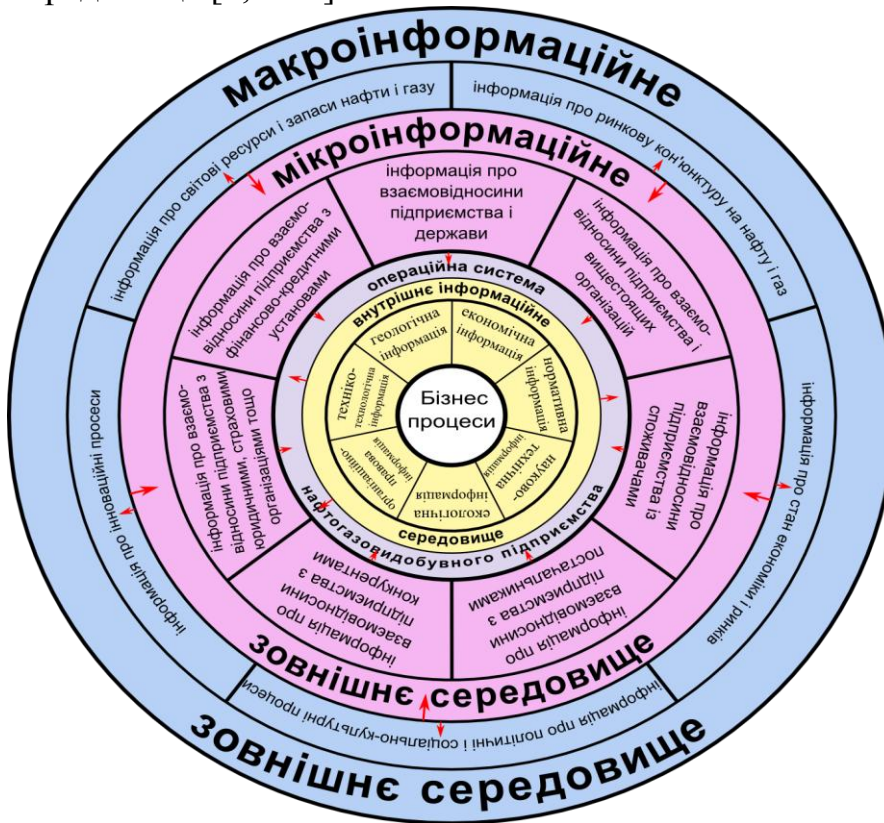 макроінформаційне
інформація про світові ресурси і запаси нафти і газу
інформація про ринкову кон'юнктуру на нафту і газ
інформація про стан економіки і ринків
інформація про політичні і соціально-культурні процеси
інформація про інноваційні просеси
зовнішнє середовище
мікроінформаційне
інформація про
взаємовідносини
підприємства і
держави
інформація про взаємо-
відносини підприємства і
вищестоящих
організацій
інформація про
взаємовідносини
підприємства із
споживачами
інформація про
взаємовідносини
підприємства з
постачальниками
інформація про
взаємовідносини
підприємства з
конкурентами
інформація про взаємо-
відносини підприємства з
юридичними, страховими
організаціями тощо
інформація про взаємо-
відносини підприємства з
фінансово-кредитними
установами
зовнішнє середовище
операційна система
нафтогазовидобувного підприємства
внутрішнє інформаційне
середовище
геологічна
інформація
економічна
інформація
нормативна
інформація
науково-
технічна
інформація
екологічна
інформація
організаційно-
правова
інформація
техніко-
технологічна
інформація
Бізнес
процеси